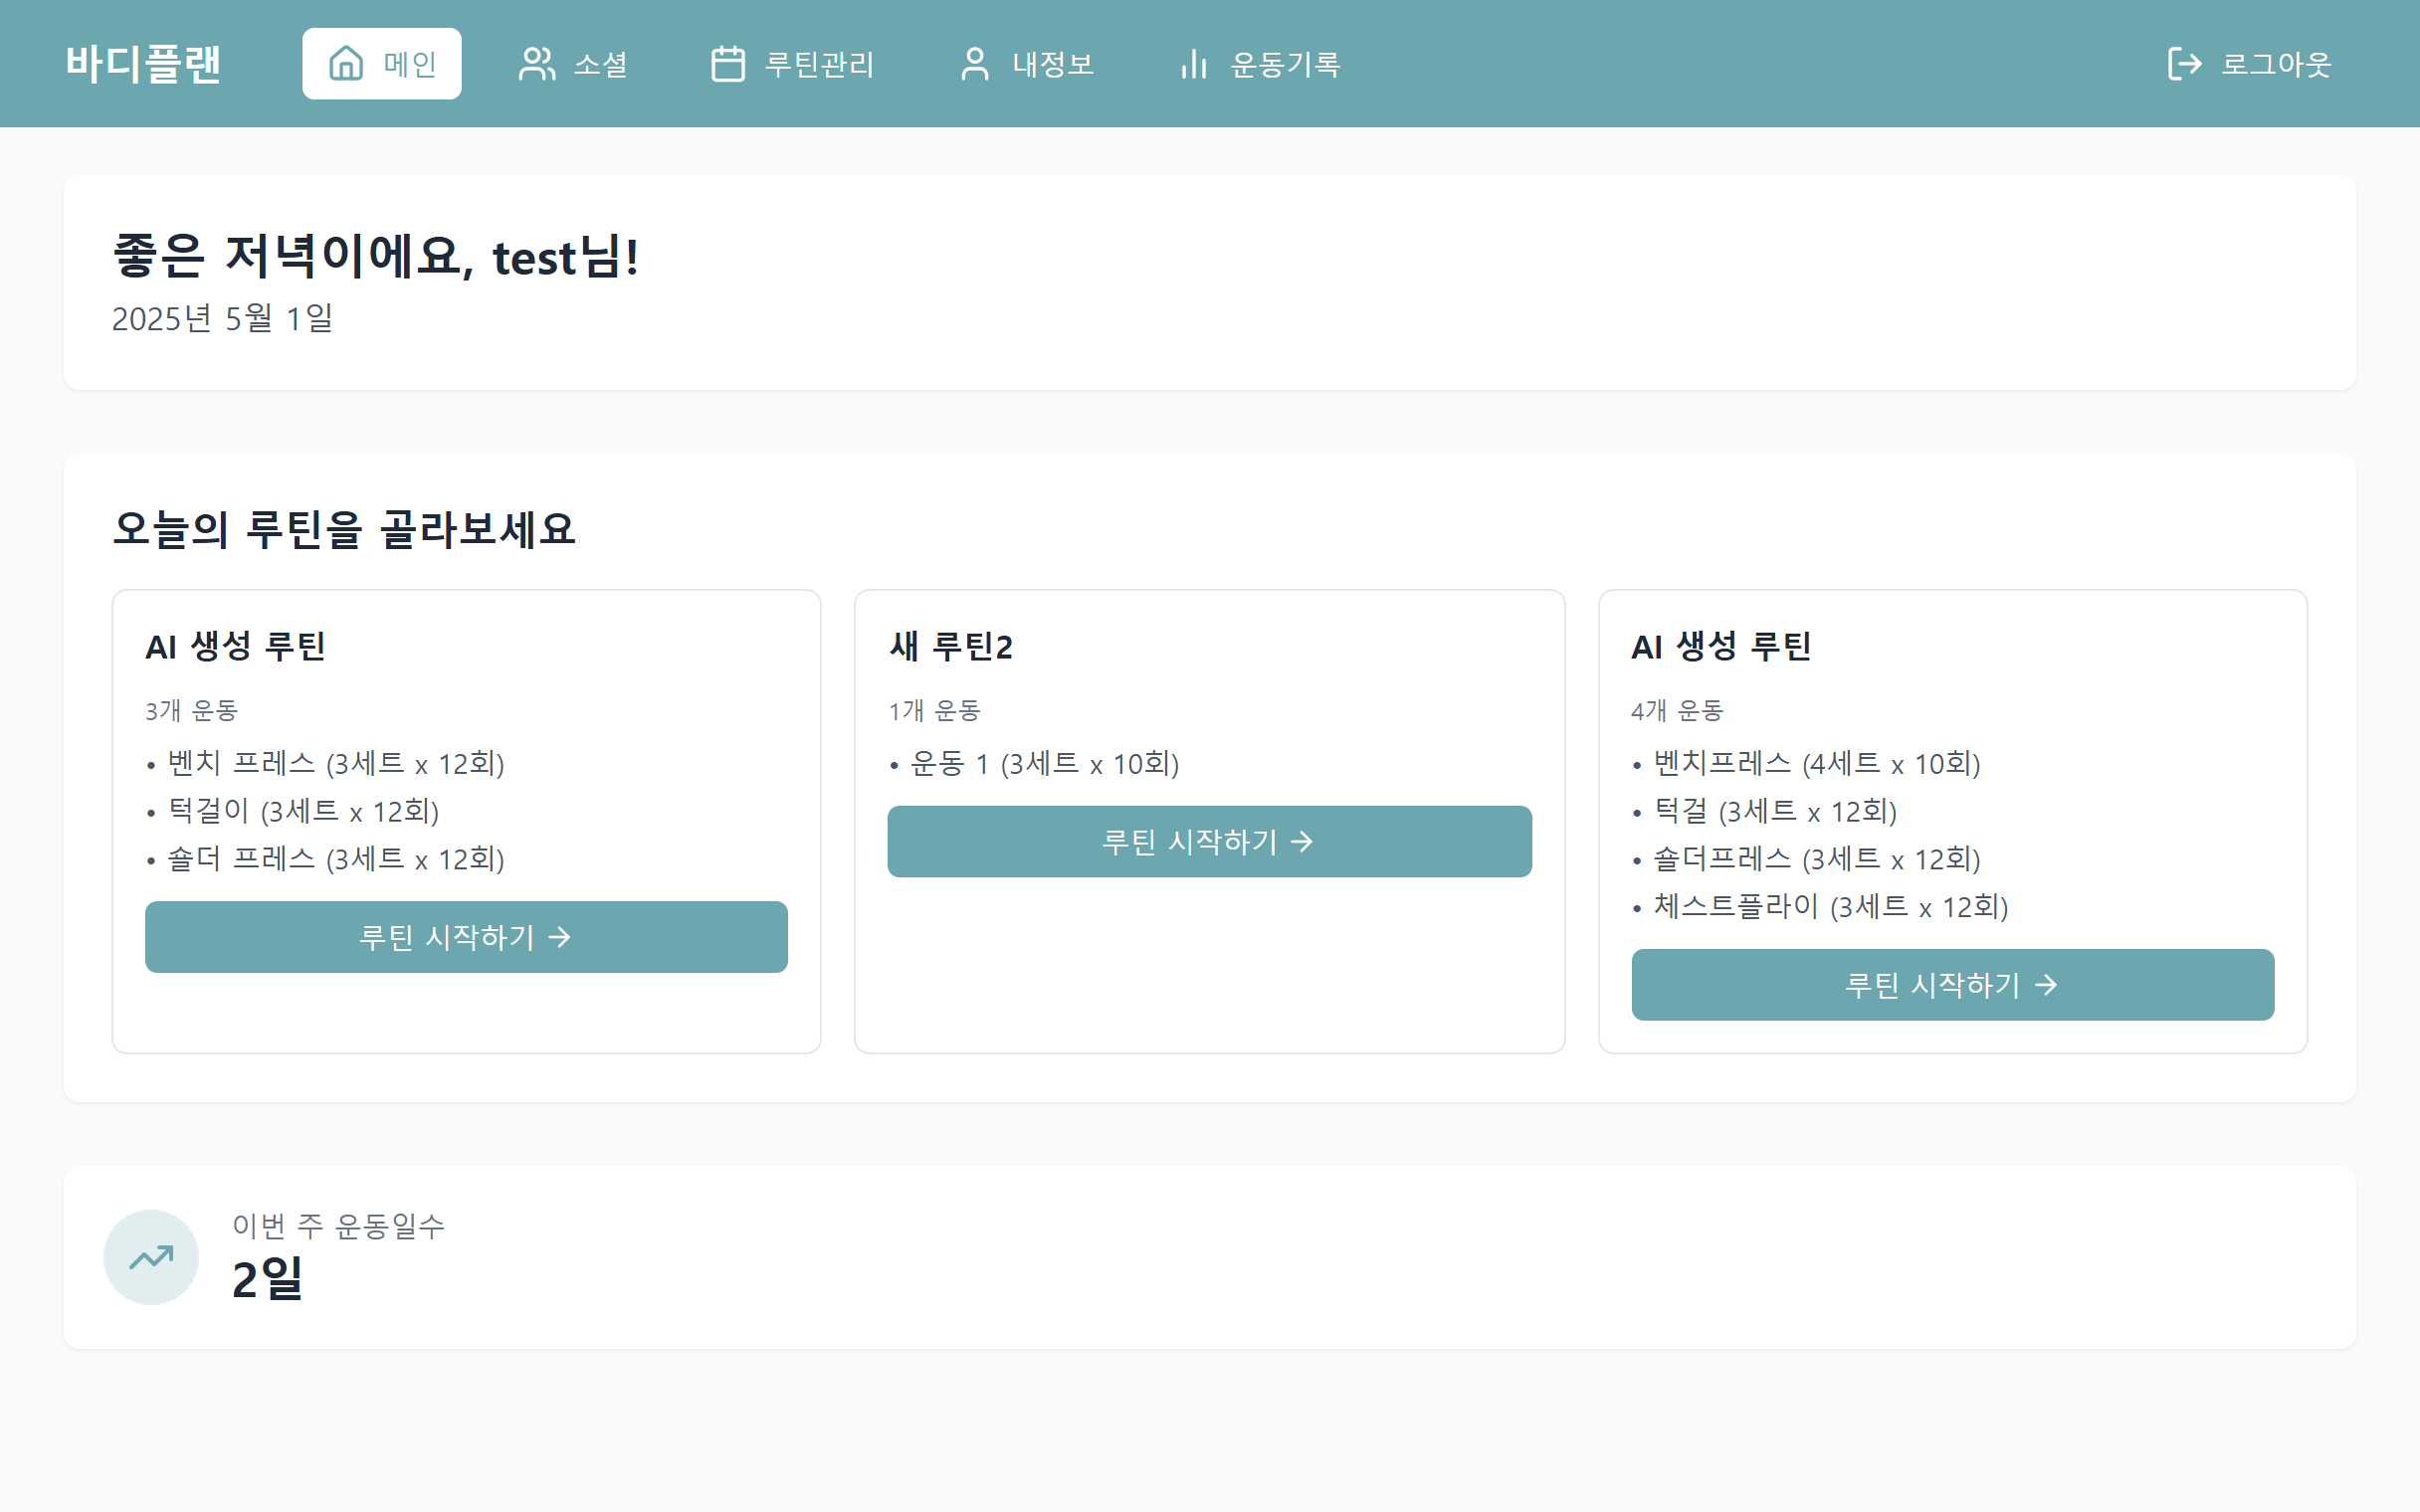 바디플랜
메인
소셜
루틴관리
내정보
운동기록
로그아웃
좋은 저녁이에요, test님!
2025년 5월 1일
오늘의 루틴을 골라보세요
AI 생성 루틴
3개 운동
• 벤치 프레스 (3세트 x 12회)
• 턱걸이 (3세트 x 12회)
• 숄더 프레스 (3세트 x 12회)
루틴 시작하기 →
새 루틴2
1개 운동
• 운동 1 (3세트 x 10회)
루틴 시작하기 →
AI 생성 루틴
4개 운동
• 벤치프레스 (4세트 x 10회)
• 턱걸 (3세트 x 12회)
• 숄더프레스 (3세트 x 12회)
• 체스트플라이 (3세트 x 12회)
루틴 시작하기 →
이번 주 운동일수
2일